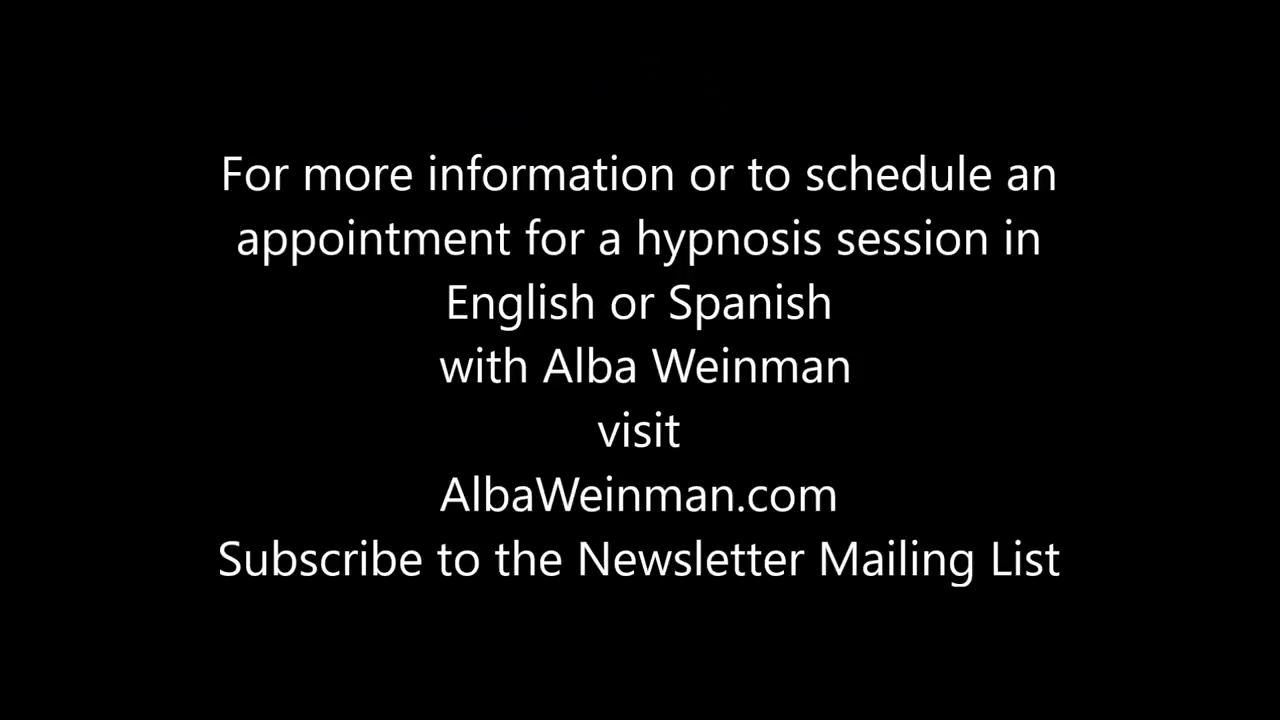 For more information or to schedule an
appointment for a hypnosis session in
English or Spanish
with Alba Weinman
visit
AlbaWeinman.com
Subscribe to the Newsletter Mailing List